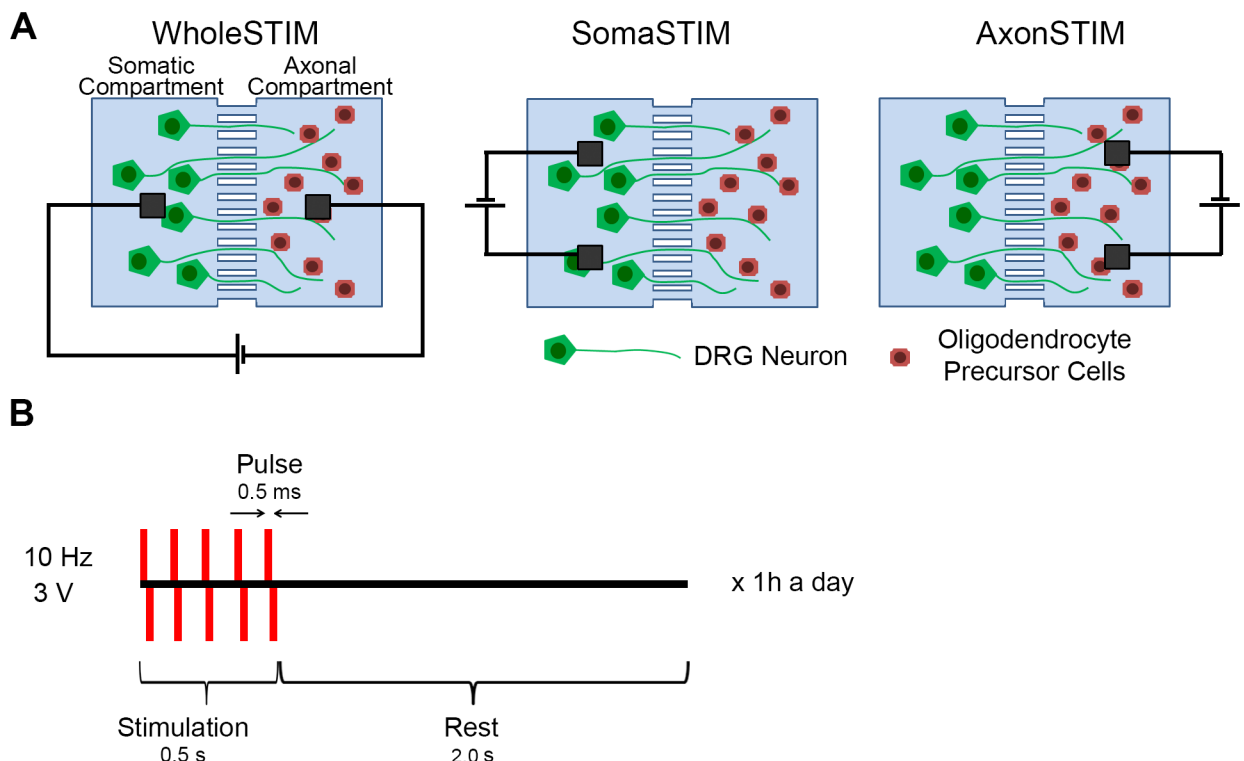 A
WholeSTIM
SomaSTIM
AxonSTIM
Somatic
Compartment
Axonal
Compartment
DRG Neuron
Oligodendrocyte
Precursor Cells
B
Pulse
0.5 ms
10 Hz
3 V
x 1h a day
Stimulation
0.5 s
Rest
2.0 s